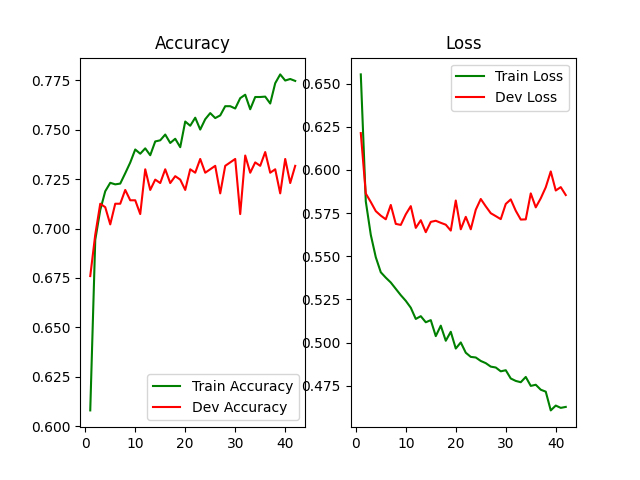 Accuracy
0.775
0.750
0.725
0.700
0.675
0.650
0.625
0.600
0 10 20 30 40
Train Accuracy
Dev Accuracy
Loss
0.650
0.625
0.600
0.575
0.550
0.525
0.500
0.475
0 10 20 30 40
Train Loss
Dev Loss